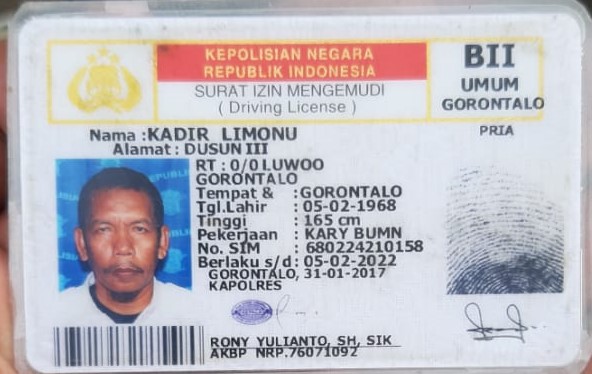 KEPOLISIAN NEGARA
REPUBLIK INDONESIA
SURAT IZIN MENGEMUDI
( Driving License )
BII
UMUM
GORONTALO
PRIA
Nama :KADIR LIMONU
Alamat : DUSUN III
RT : 0/0 LUWOO
GORONTALO
Tempat & :GORONTALO
Tgl.Lahir : 05-02-1968
Tinggi : 165 cm
Pekerjaan : KARY BUMN
No. SIM : 680224210158
Berlaku s/d : 05-02-2022
GORONTALO, 31-01-2017
KAPOLRES
RONY YULIANTO, SH, SIK
AKBP NRP.76071092